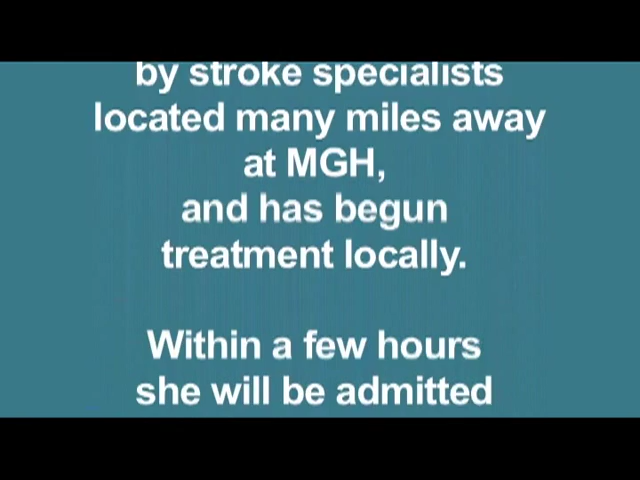 by stroke specialists
located many miles away
at MGH,
and has begun
treatment locally.
Within a few hours
she will be admitted